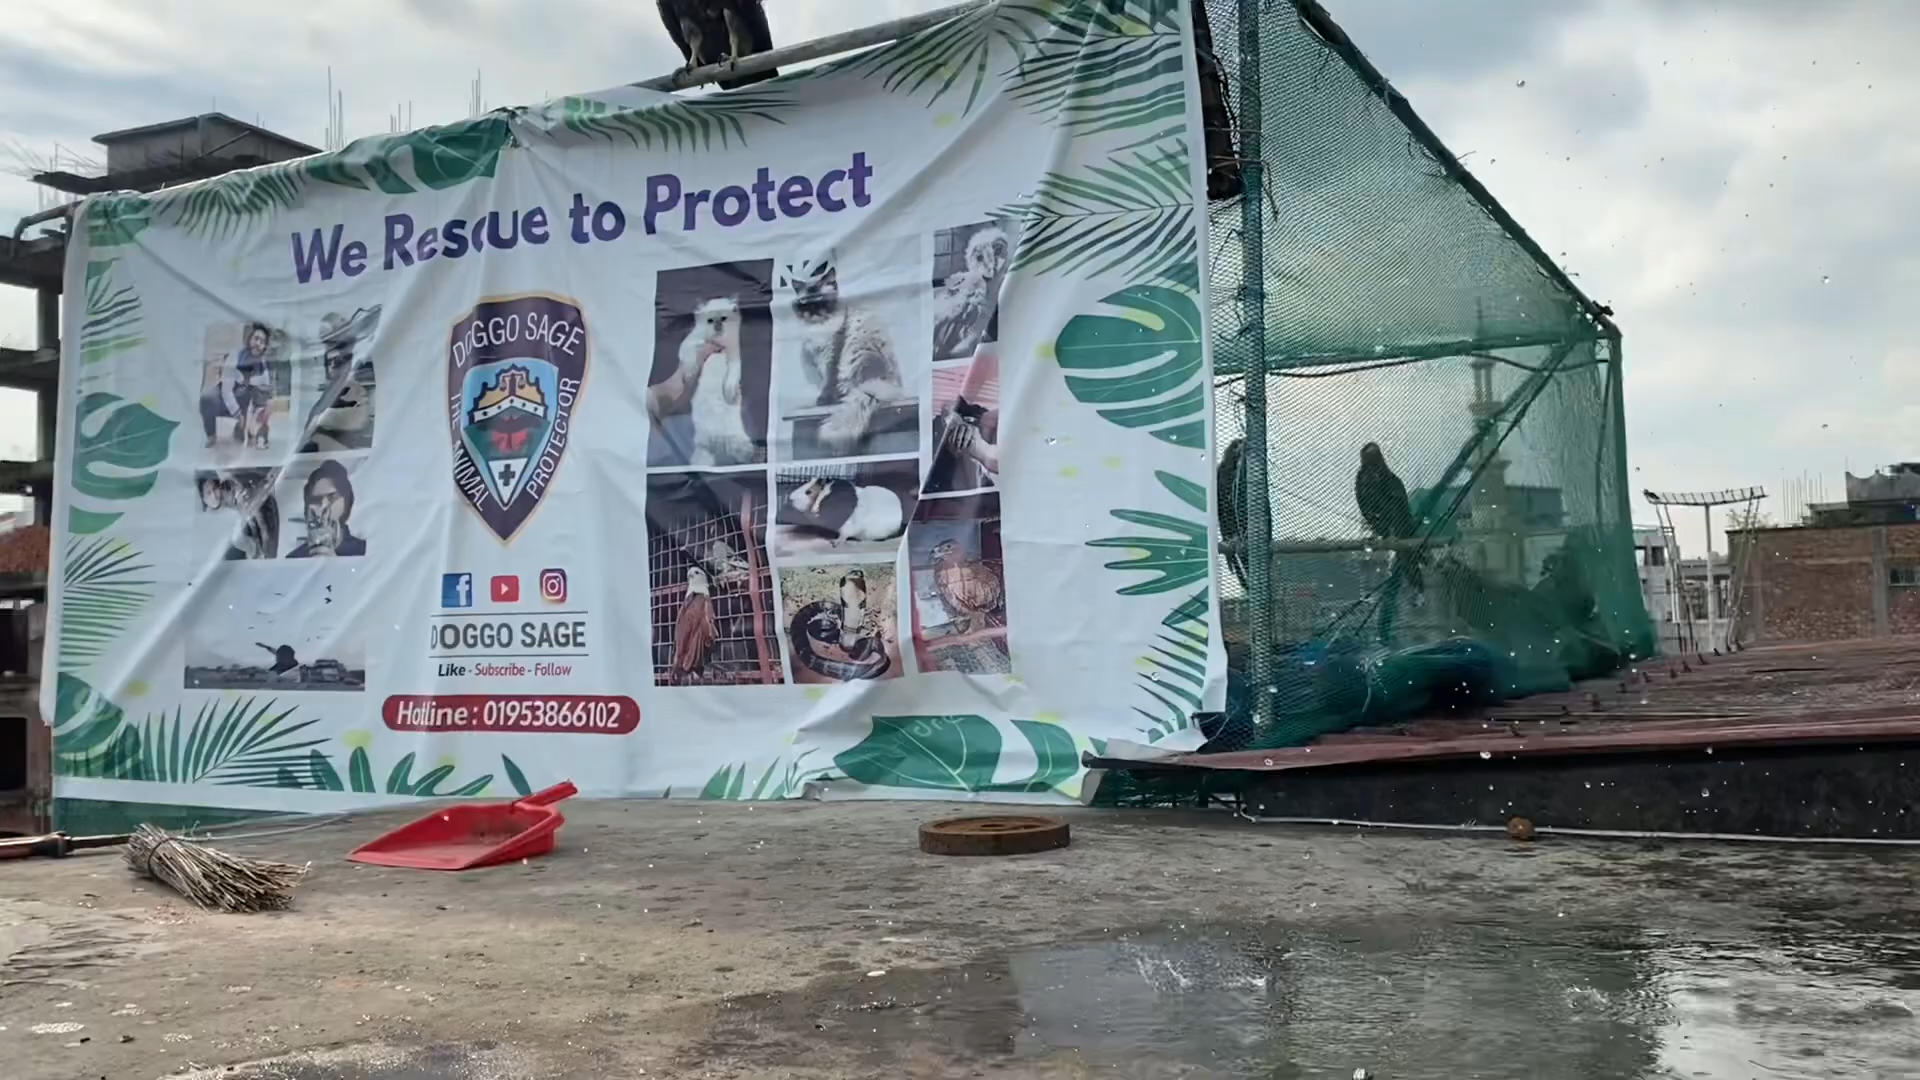 We Rescue to Protect
DOGGO SAGE
THE ANIMAL
PROTECTOR
DOGGO SAGE
Like - Subscribe - Follow
Hotline : 01953866102